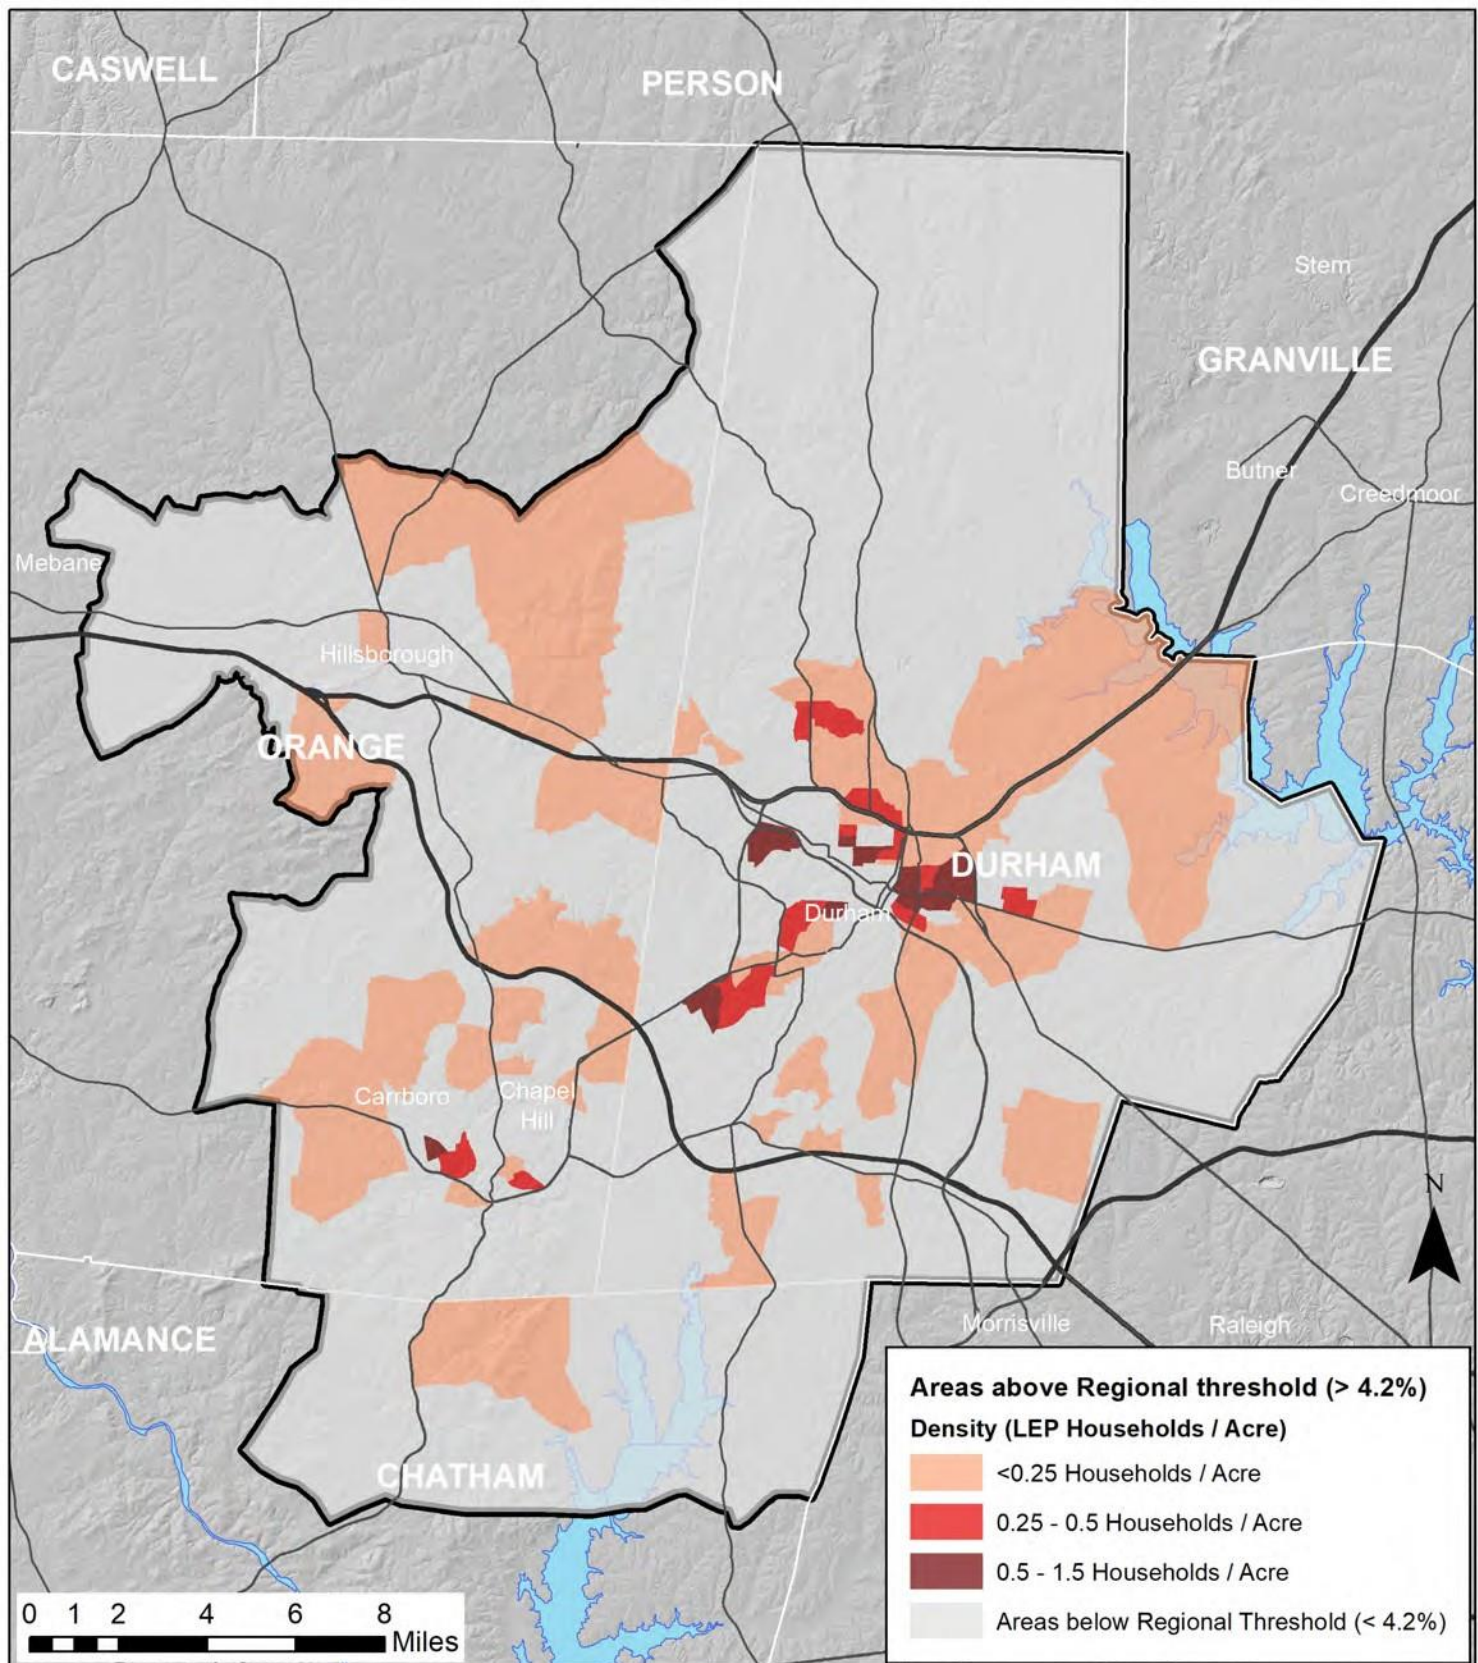 CASWELL
PERSON
Stem
GRANVILLE
Butner
Creedmoor
Mebane
Hillsborough
ORANGE
DURHAM
Durham
Carrboro
Chapel
Hill
N
ALAMANCE
Morrisville
Raleigh
CHATHAM
Areas above Regional threshold (> 4.2%)
Density (LEP Households / Acre)
<0.25 Households / Acre
0.25 - 0.5 Households / Acre
0.5 - 1.5 Households / Acre
Areas below Regional Threshold (< 4.2%)
0 1 2 4 6 8
Miles